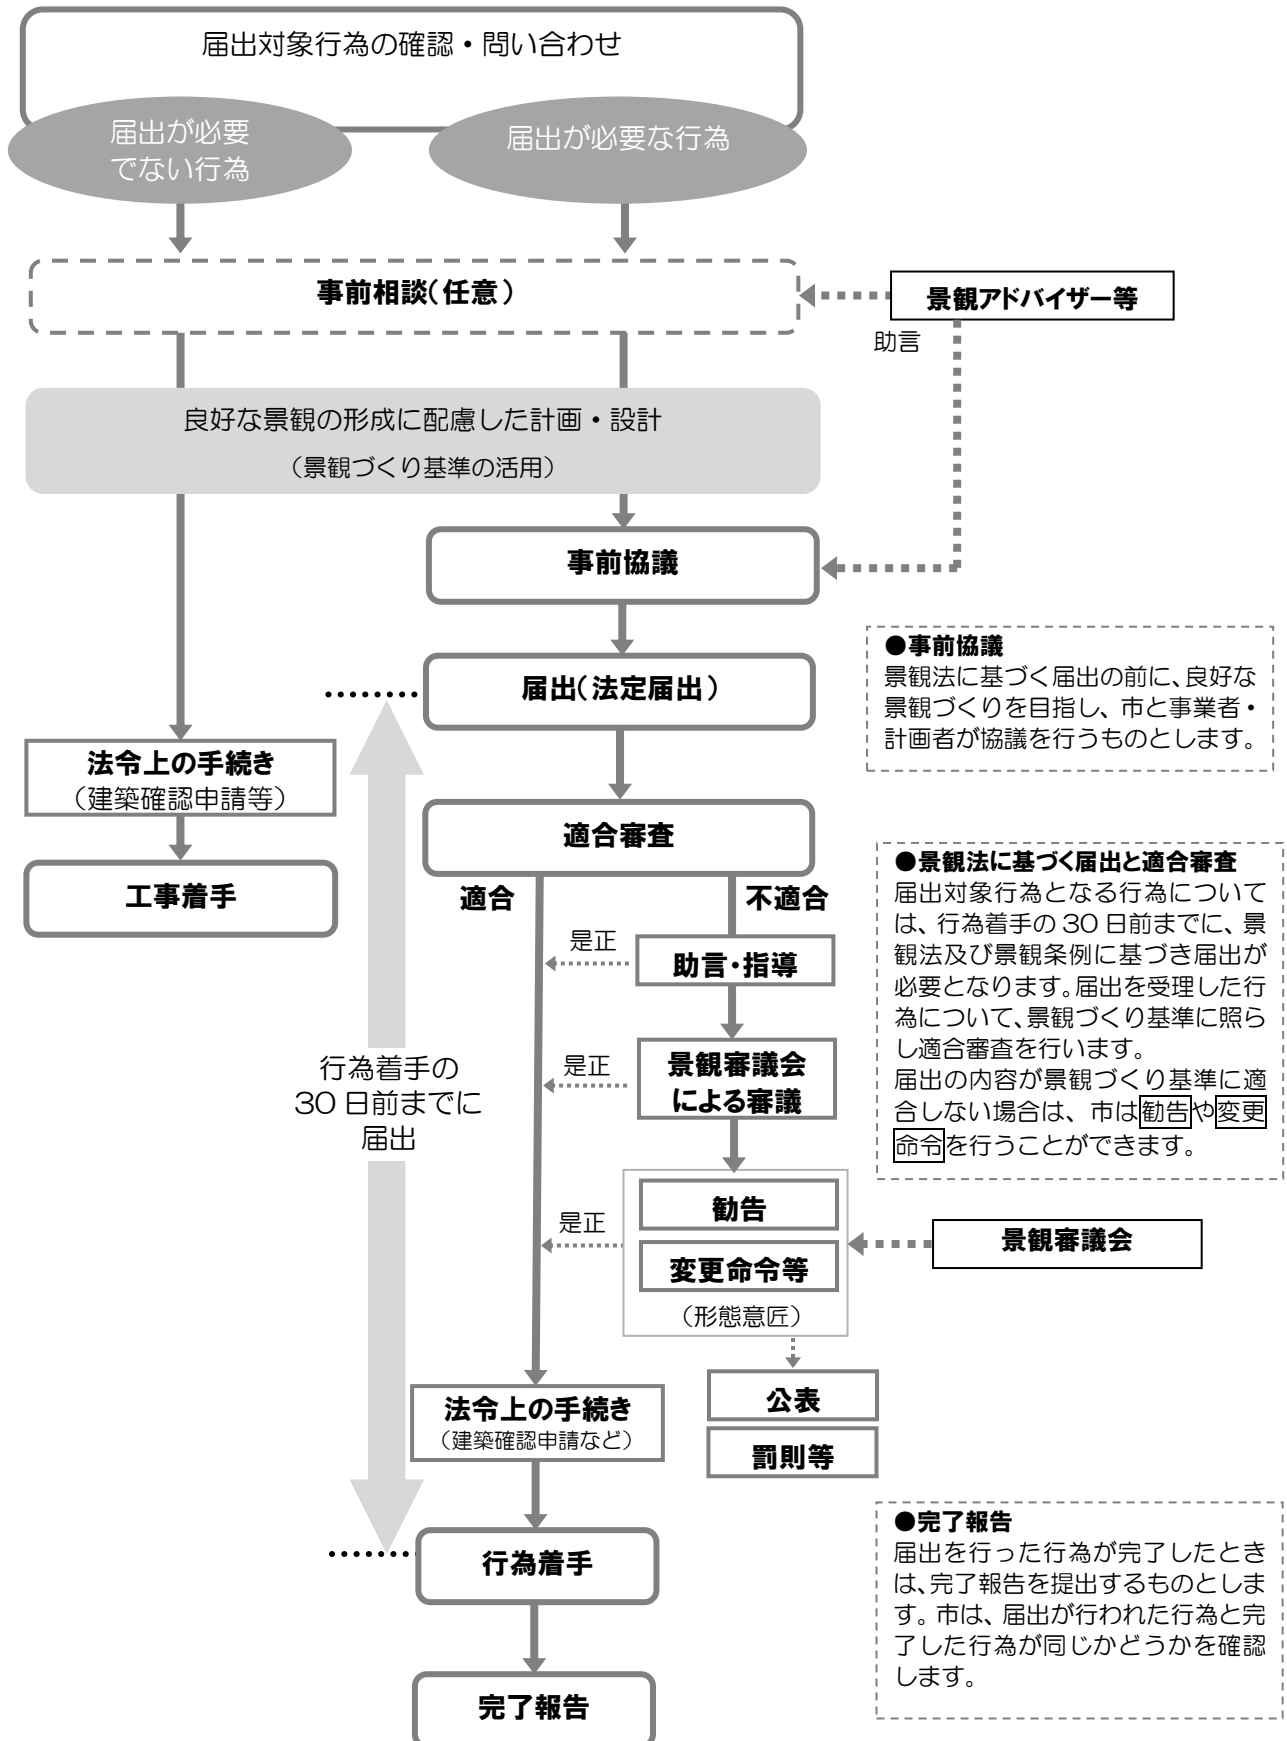 届出対象行為の確認・問い合わせ
届出が必要
でない行為
届出が必要な行為
事前相談(任意)
景観アドバイザー等
助言
良好な景観の形成に配慮した計画・設計
（景観づくり基準の活用）
事前協議
●事前協議
景観法に基づく届出の前に、良好な
景観づくりを目指し、市と事業者・
計画者が協議を行うものとします。
届出(法定届出)
法令上の手続き
（建築確認申請等）
工事着手
適合審査
適合
不適合
是正
助言・指導
●景観法に基づく届出と適合審査
届出対象行為となる行為について
は、行為着手の 30 日前までに、景
観法及び景観条例に基づき届出が
必要となります。届出を受理した行
為について、景観づくり基準に照ら
し適合審査を行います。
届出の内容が景観づくり基準に適
合しない場合は、市は勧告や変更
命令を行うことができます。
行為着手の
30 日前までに
届出
是正
景観審議会
による審議
是正
勧告
変更命令等
（形態意匠）
景観審議会
公表
罰則等
法令上の手続き
（建築確認申請など）
行為着手
●完了報告
届出を行った行為が完了したとき
は、完了報告を提出するものとしま
す。市は、届出が行われた行為と完
了した行為が同じかどうかを確認
します。
完了報告